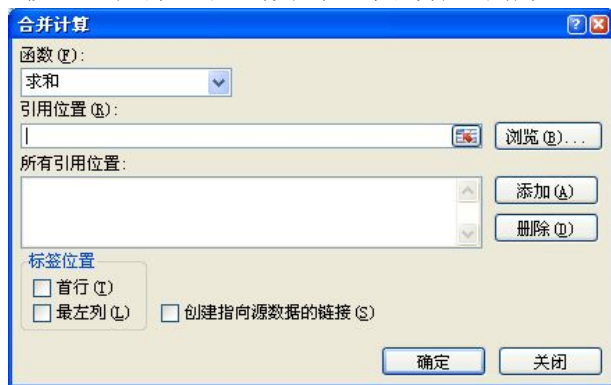 合并计算
函数(F):
求和
引用位置(R):
浏览(B)...
所有引用位置:
添加(A)
删除(D)
标签位置
首行(T)
最左列(L)
创建指向源数据的链接(S)
确定
关闭